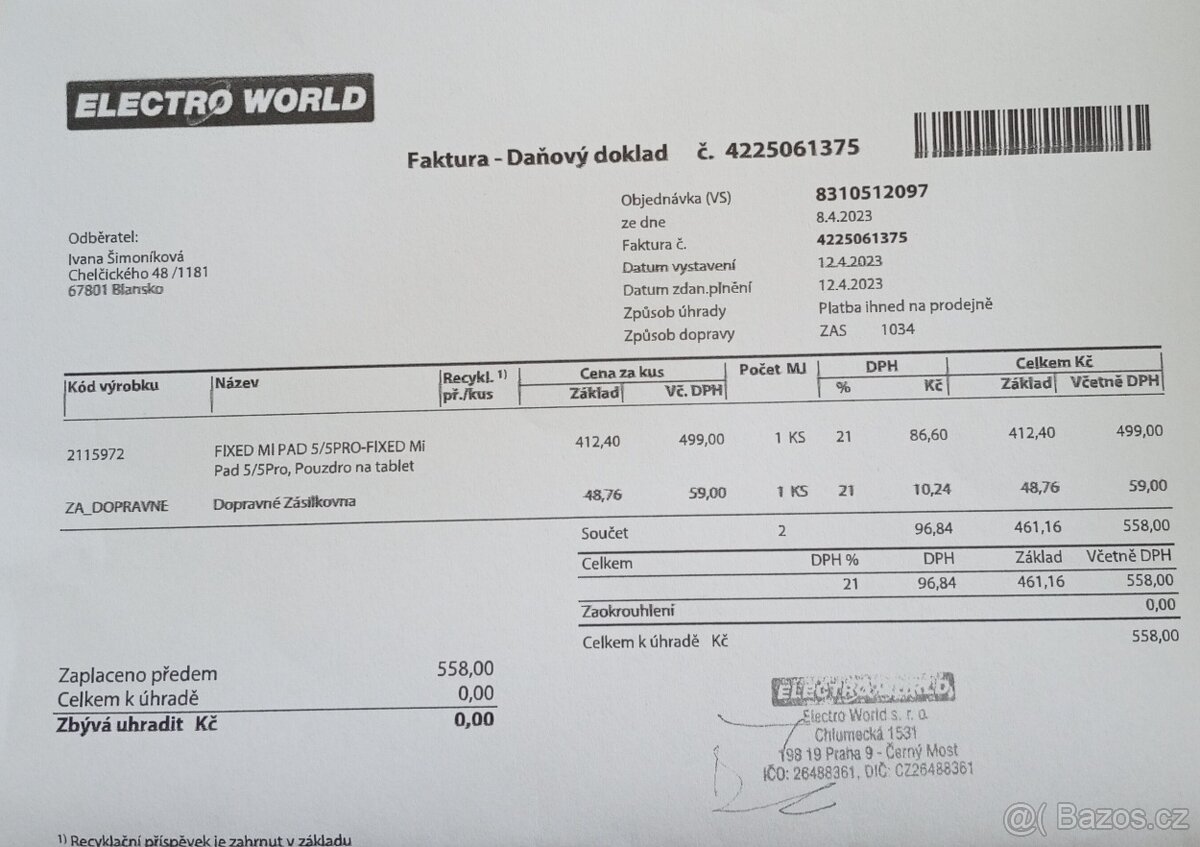 ELECTRO WORLD
Faktura - Daňový doklad č. 4225061375
Objednávka (VS) 8310512097
ze dne 8.4.2023
Faktura č. 4225061375
Datum vystavení 12.4.2023
Datum zdan.plnění 12.4.2023
Způsob úhrady Platba ihned na prodejně
Způsob dopravy ZAS 1034
Odběratel:
Ivana Šimoníková
Chelčického 48 /1181
67801 Blansko
Kód výrobku Název Recykl. 1) Cena za kus Počet MJ DPH Celkem Kč
př./kus Základ Vč. DPH % Kč Základ Včetně DPH
2115972 FIXED MI PAD 5/5PRO-FIXED Mi 412,40 499,00 1 KS 21 86,60 412,40 499,00
Pad 5/5Pro, Pouzdro na tablet
ZA_DOPRAVNE Dopravné Zásilkovna 48,76 59,00 1 KS 21 10,24 48,76 59,00
Součet 2 96,84 461,16 558,00
Celkem DPH % DPH Základ Včetně DPH
21 96,84 461,16 558,00
Zaokrouhlení 0,00
Celkem k úhradě Kč 558,00
Zaplaceno předem 558,00
Celkem k úhradě 0,00
Zbývá uhradit Kč 0,00
ELECTRO WORLD
Electro World s. r. o.
Chlumecká 1531
198 19 Praha 9 - Černý Most
IČO: 26488361, DIČ: CZ26488361
1) Recyklační příspěvek je zahrnut v základu
@( Bazos.cz